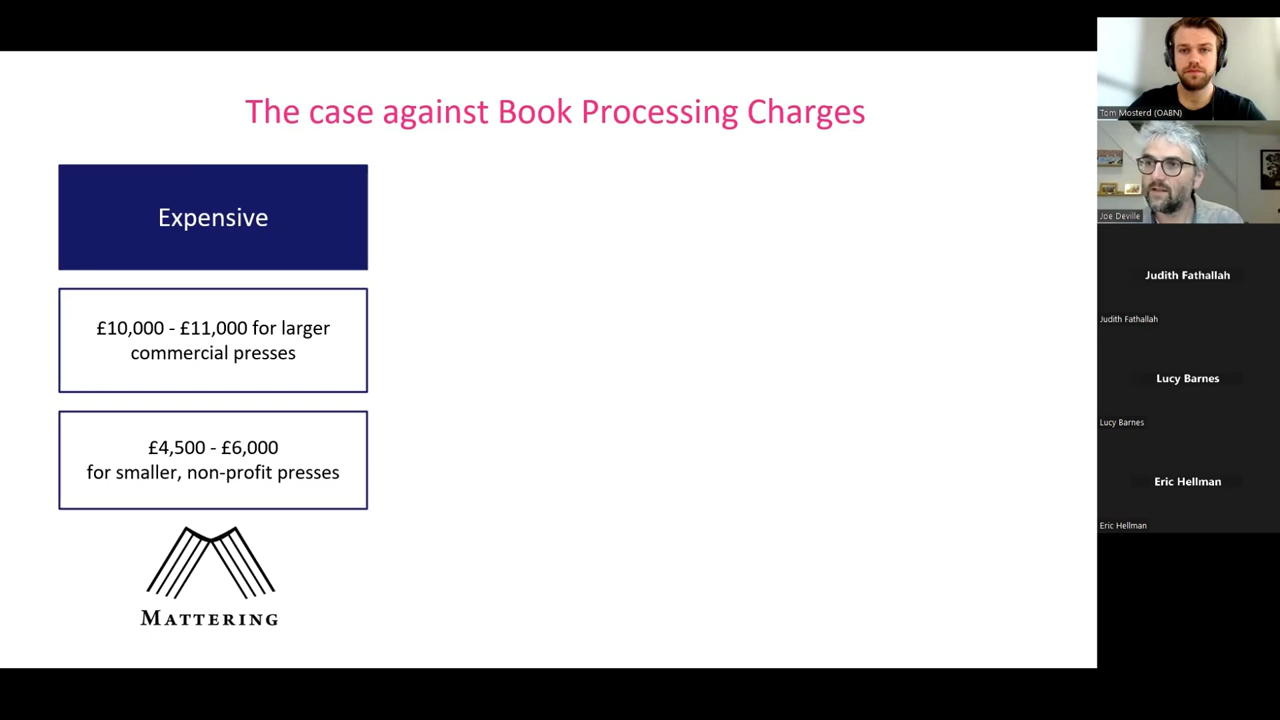 The case against Book Processing Charges
Expensive
£10,000 - £11,000 for larger
commercial presses
£4,500 - £6,000
for smaller, non-profit presses
MATTERING
Tom Mosterd (OABN)
Joe Deville
Judith Fathallah
Judith Fathallah
Lucy Barnes
Lucy Barnes
Eric Hellman
Eric Hellman